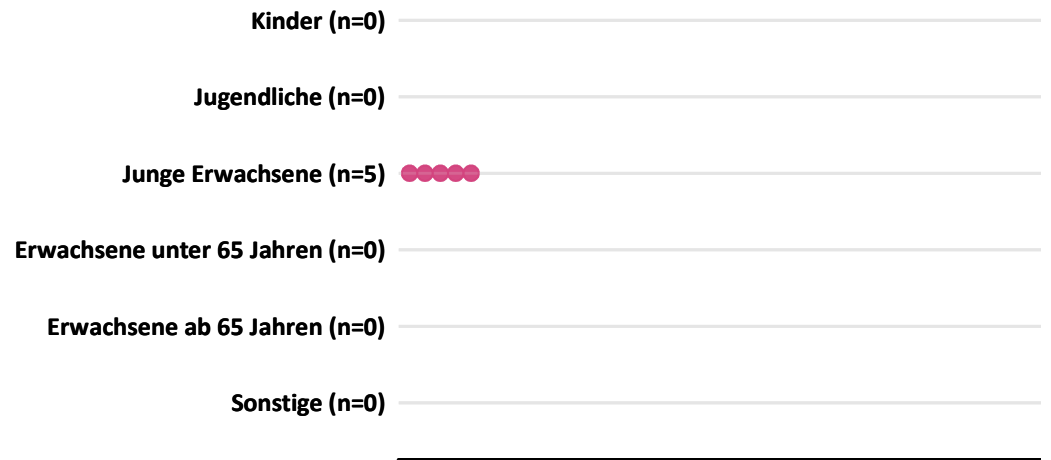 Kinder (n=0)
Jugendliche (n=0)
Junge Erwachsene (n=5)
Erwachsene unter 65 Jahren (n=0)
Erwachsene ab 65 Jahren (n=0)
Sonstige (n=0)